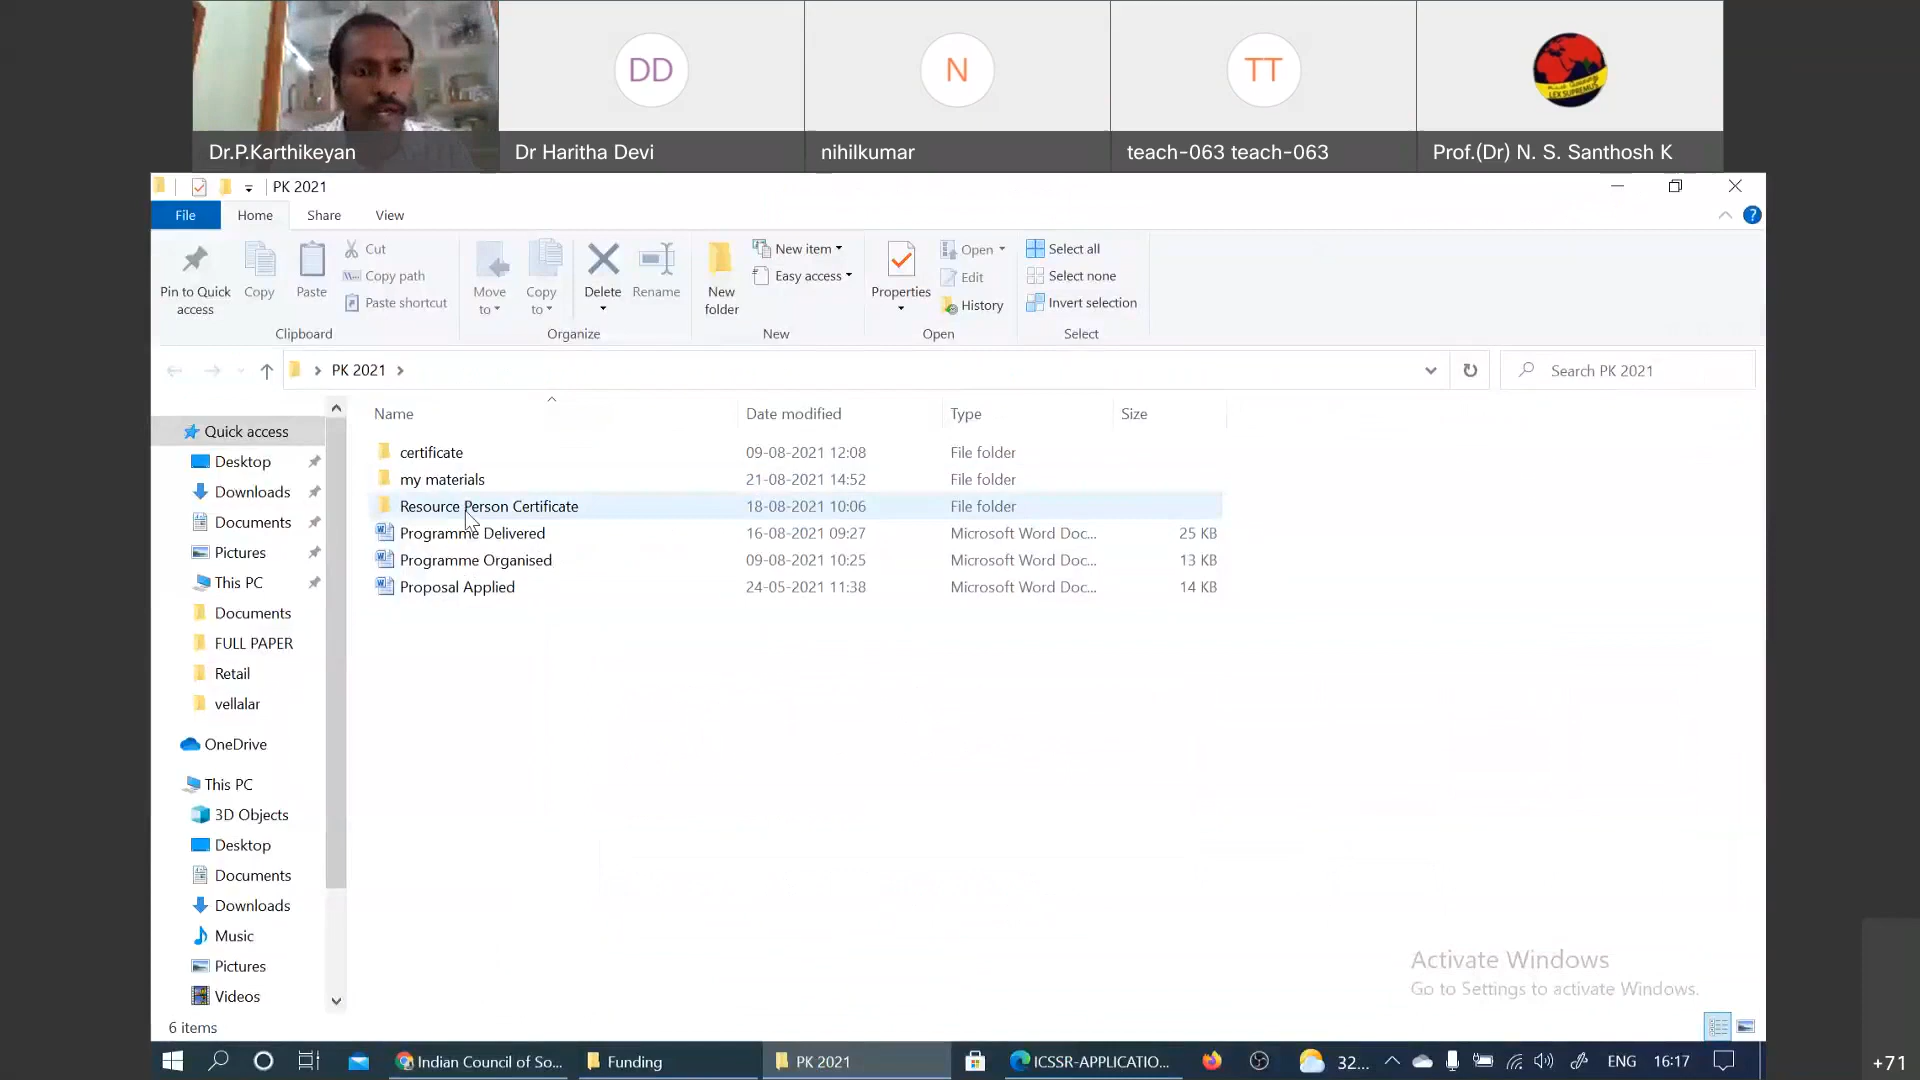 DD
N
TT
LEX SUPREMUS
Dr.P.Karthikeyan
Dr Haritha Devi
nihilkumar
teach-063 teach-063
Prof.(Dr) N. S. Santhosh K
PK 2021
File
Home
Share
View
?
Pin to Quick access
Copy
Paste
Cut
Copy path
Paste shortcut
Clipboard
Move to
Copy to
Delete
Rename
Organize
New folder
New item
Easy access
New
Properties
Open
Edit
History
Open
Select all
Select none
Invert selection
Select
PK 2021
Search PK 2021
Quick access
Desktop
Downloads
Documents
Pictures
This PC
Documents
FULL PAPER
Retail
vellalar
OneDrive
This PC
3D Objects
Desktop
Documents
Downloads
Music
Pictures
Videos
Name Date modified Type Size
certificate 09-08-2021 12:08 File folder
my materials 21-08-2021 14:52 File folder
Resource Person Certificate 18-08-2021 10:06 File folder
Programme Delivered 16-08-2021 09:27 Microsoft Word Doc... 25 KB
Programme Organised 09-08-2021 10:25 Microsoft Word Doc... 13 KB
Proposal Applied 24-05-2021 11:38 Microsoft Word Doc... 14 KB
Activate Windows
Go to Settings to activate Windows.
6 items
Indian Council of So...
Funding
PK 2021
ICSSR-APPLICATIO...
32...
ENG
16:17
+71